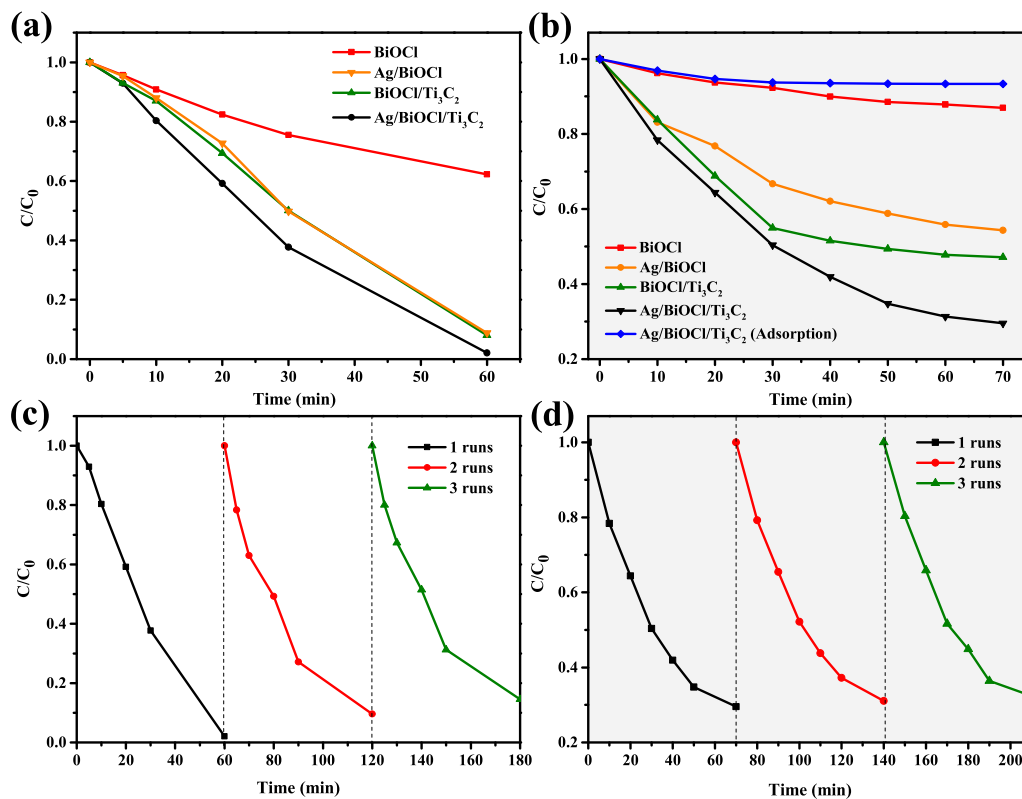 (a)
BiOCl
Ag/BiOCl
BiOCl/Ti₃C₂
Ag/BiOCl/Ti₃C₂
C/C₀
1.0
0.8
0.6
0.4
0.2
0.0
0 10 20 30 40 50 60
Time (min)
(b)
BiOCl
Ag/BiOCl
BiOCl/Ti₃C₂
Ag/BiOCl/Ti₃C₂
Ag/BiOCl/Ti₃C₂ (Adsorption)
C/C₀
1.0
0.8
0.6
0.4
0.2
0 10 20 30 40 50 60 70
Time (min)
(c)
1 runs
2 runs
3 runs
C/C₀
1.0
0.8
0.6
0.4
0.2
0.0
0 20 40 60 80 100 120 140 160 180
Time (min)
(d)
1 runs
2 runs
3 runs
C/C₀
1.0
0.8
0.6
0.4
0.2
0 20 40 60 80 100 120 140 160 180 200
Time (min)